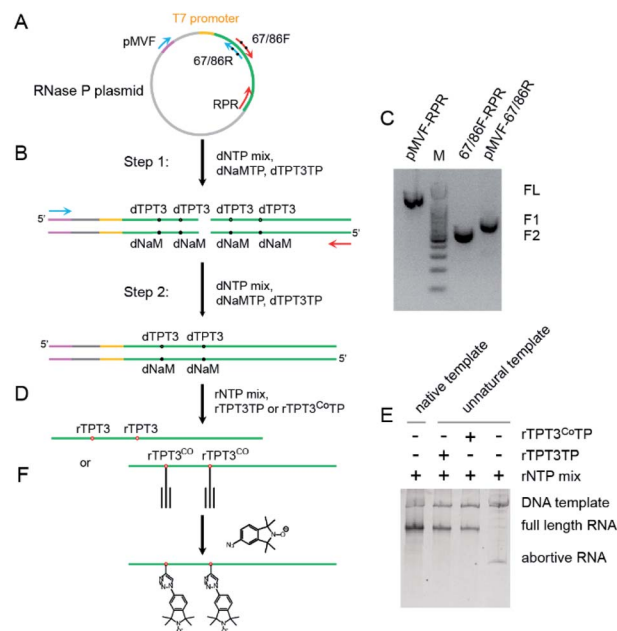 A
T7 promoter
pMVF
67/86F
67/86R
RNase P plasmid
RPR
B
Step 1:
dNTP mix,
dNaMTP, dTPT3TP
5'
dTPT3 dTPT3 dTPT3 dTPT3
dNaM dNaM dNaM dNaM
5'
Step 2:
dNTP mix,
dNaMTP, dTPT3TP
5'
dTPT3 dTPT3
dNaM dNaM
5'
D
rNTP mix,
rTPT3TP or rTPT3COTP
rTPT3 rTPT3
or
F
rTPT3CO rTPT3CO
C
pMVF-RPR
M
67/86F-RPR
pMVF-67/86R
FL
F1
F2
E
native template
unnatural template
- - + - rTPT3CoTP
- + - - rTPT3TP
+ + + + rNTP mix
DNA template
full length RNA
abortive RNA